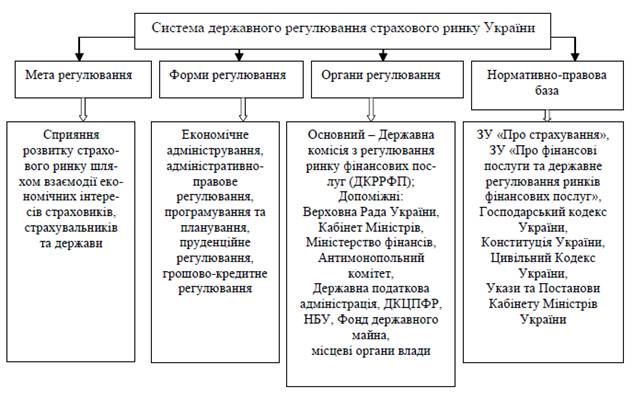 Система державного регулювання страхового ринку України
Мета регулювання
Форми регулювання
Органи регулювання
Нормативно-правова
база
Сприяння
розвитку страхо-
вого ринку шля-
хом взаємодії еко-
номічних інтере-
сів страховиків,
страхувальників
та держави
Економічне
адміністрування,
адміністративно-
правове
регулювання,
програмування та
планування,
пруденційне
регулювання,
грошово-кредитне
регулювання
Основний – Державна
комісія з регулювання
ринку фінансових пос-
луг (ДКРРФП);
Допоміжні:
Верховна Рада України,
Кабінет Міністрів,
Міністерство фінансів,
Антимонопольний
комітет,
Державна податкова
адміністрація, ДКЦПФР,
НБУ, Фонд державного
майна,
місцеві органи влади
ЗУ «Про страхування»,
ЗУ «Про фінансові
послуги та державне
регулювання ринків
фінансових послуг»,
Господарський кодекс
України,
Конституція України,
Цивільний Кодекс
України,
Укази та Постанови
Кабінету Міністрів
України